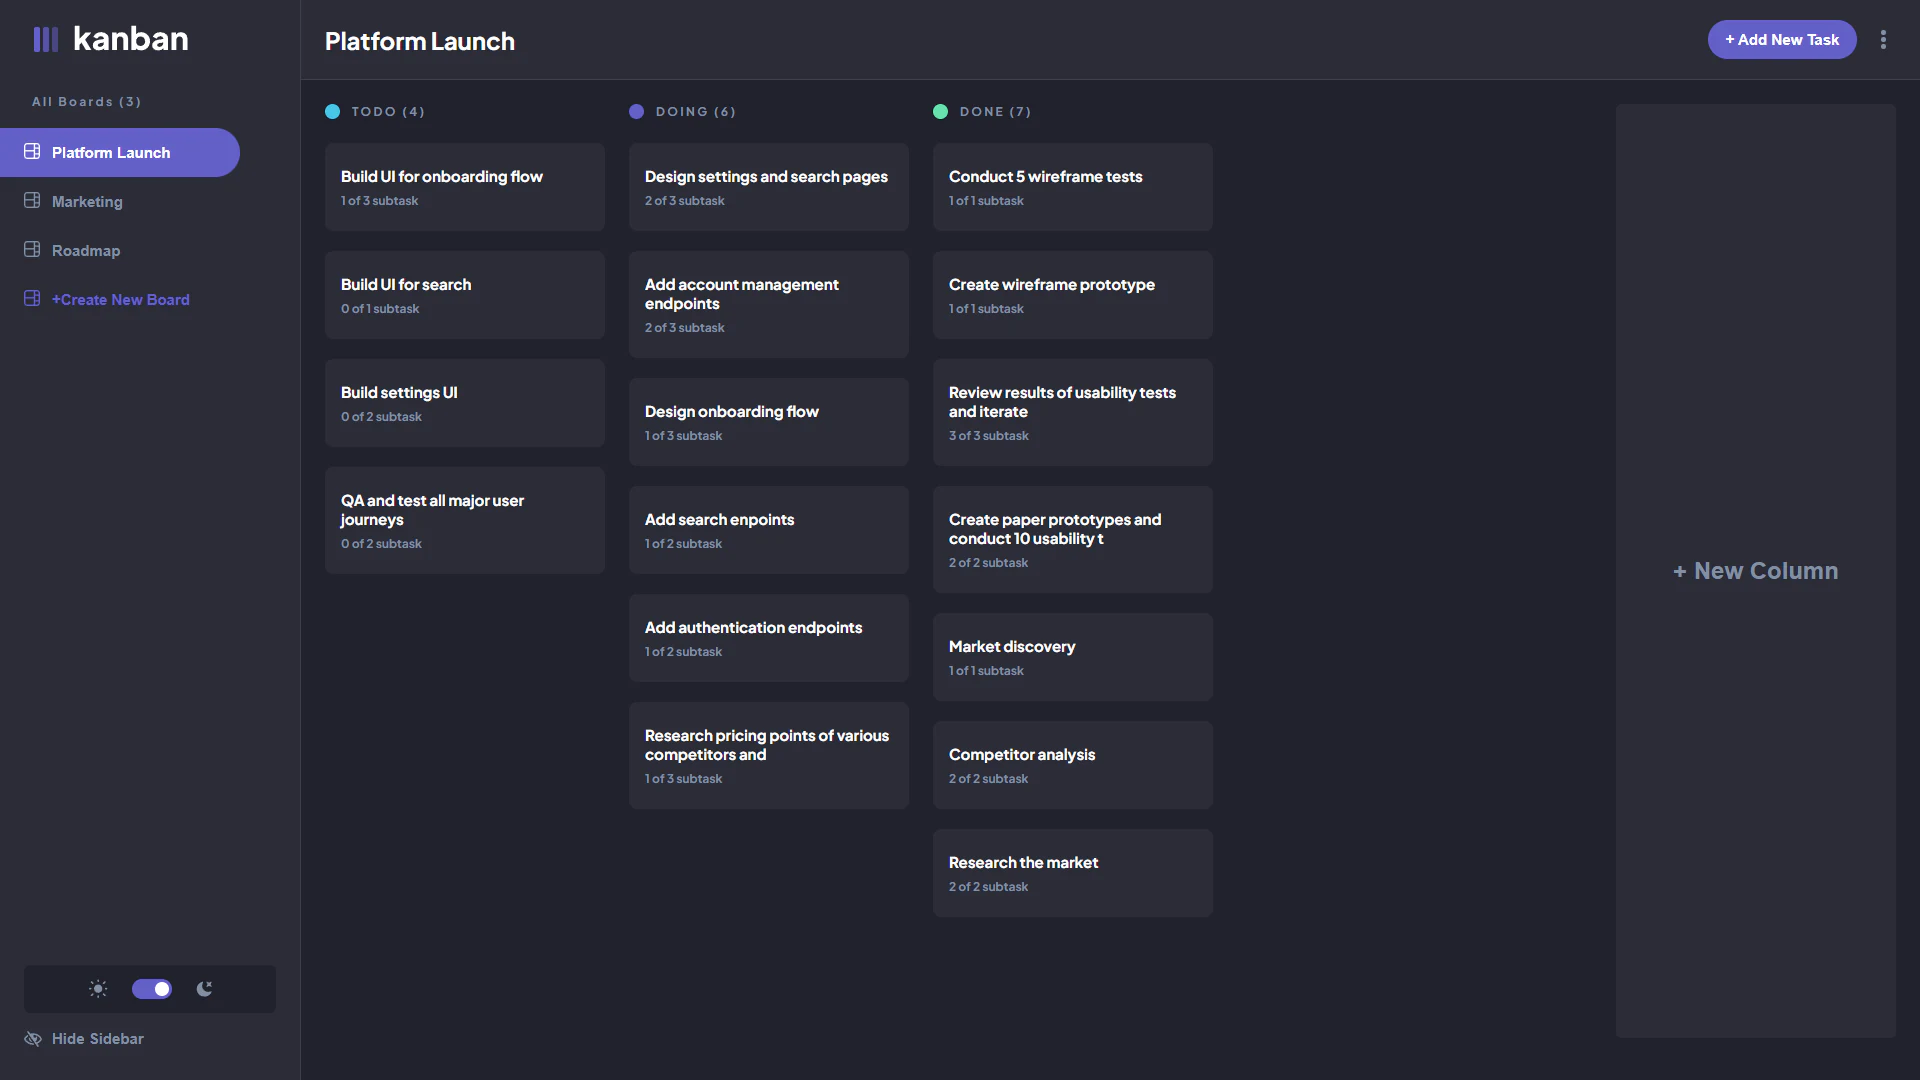 kanban
All Boards (3)
Platform Launch
Marketing
Roadmap
+Create New Board
Hide Sidebar
Platform Launch
+ Add New Task
TODO (4)
Build UI for onboarding flow
1 of 3 subtask
Build UI for search
0 of 1 subtask
Build settings UI
0 of 2 subtask
QA and test all major user
journeys
0 of 2 subtask
DOING (6)
Design settings and search pages
2 of 3 subtask
Add account management
endpoints
2 of 3 subtask
Design onboarding flow
1 of 3 subtask
Add search enpoints
1 of 2 subtask
Add authentication endpoints
1 of 2 subtask
Research pricing points of various
competitors and
1 of 3 subtask
DONE (7)
Conduct 5 wireframe tests
1 of 1 subtask
Create wireframe prototype
1 of 1 subtask
Review results of usability tests
and iterate
3 of 3 subtask
Create paper prototypes and
conduct 10 usability t
2 of 2 subtask
Market discovery
1 of 1 subtask
Competitor analysis
2 of 2 subtask
Research the market
2 of 2 subtask
+ New Column